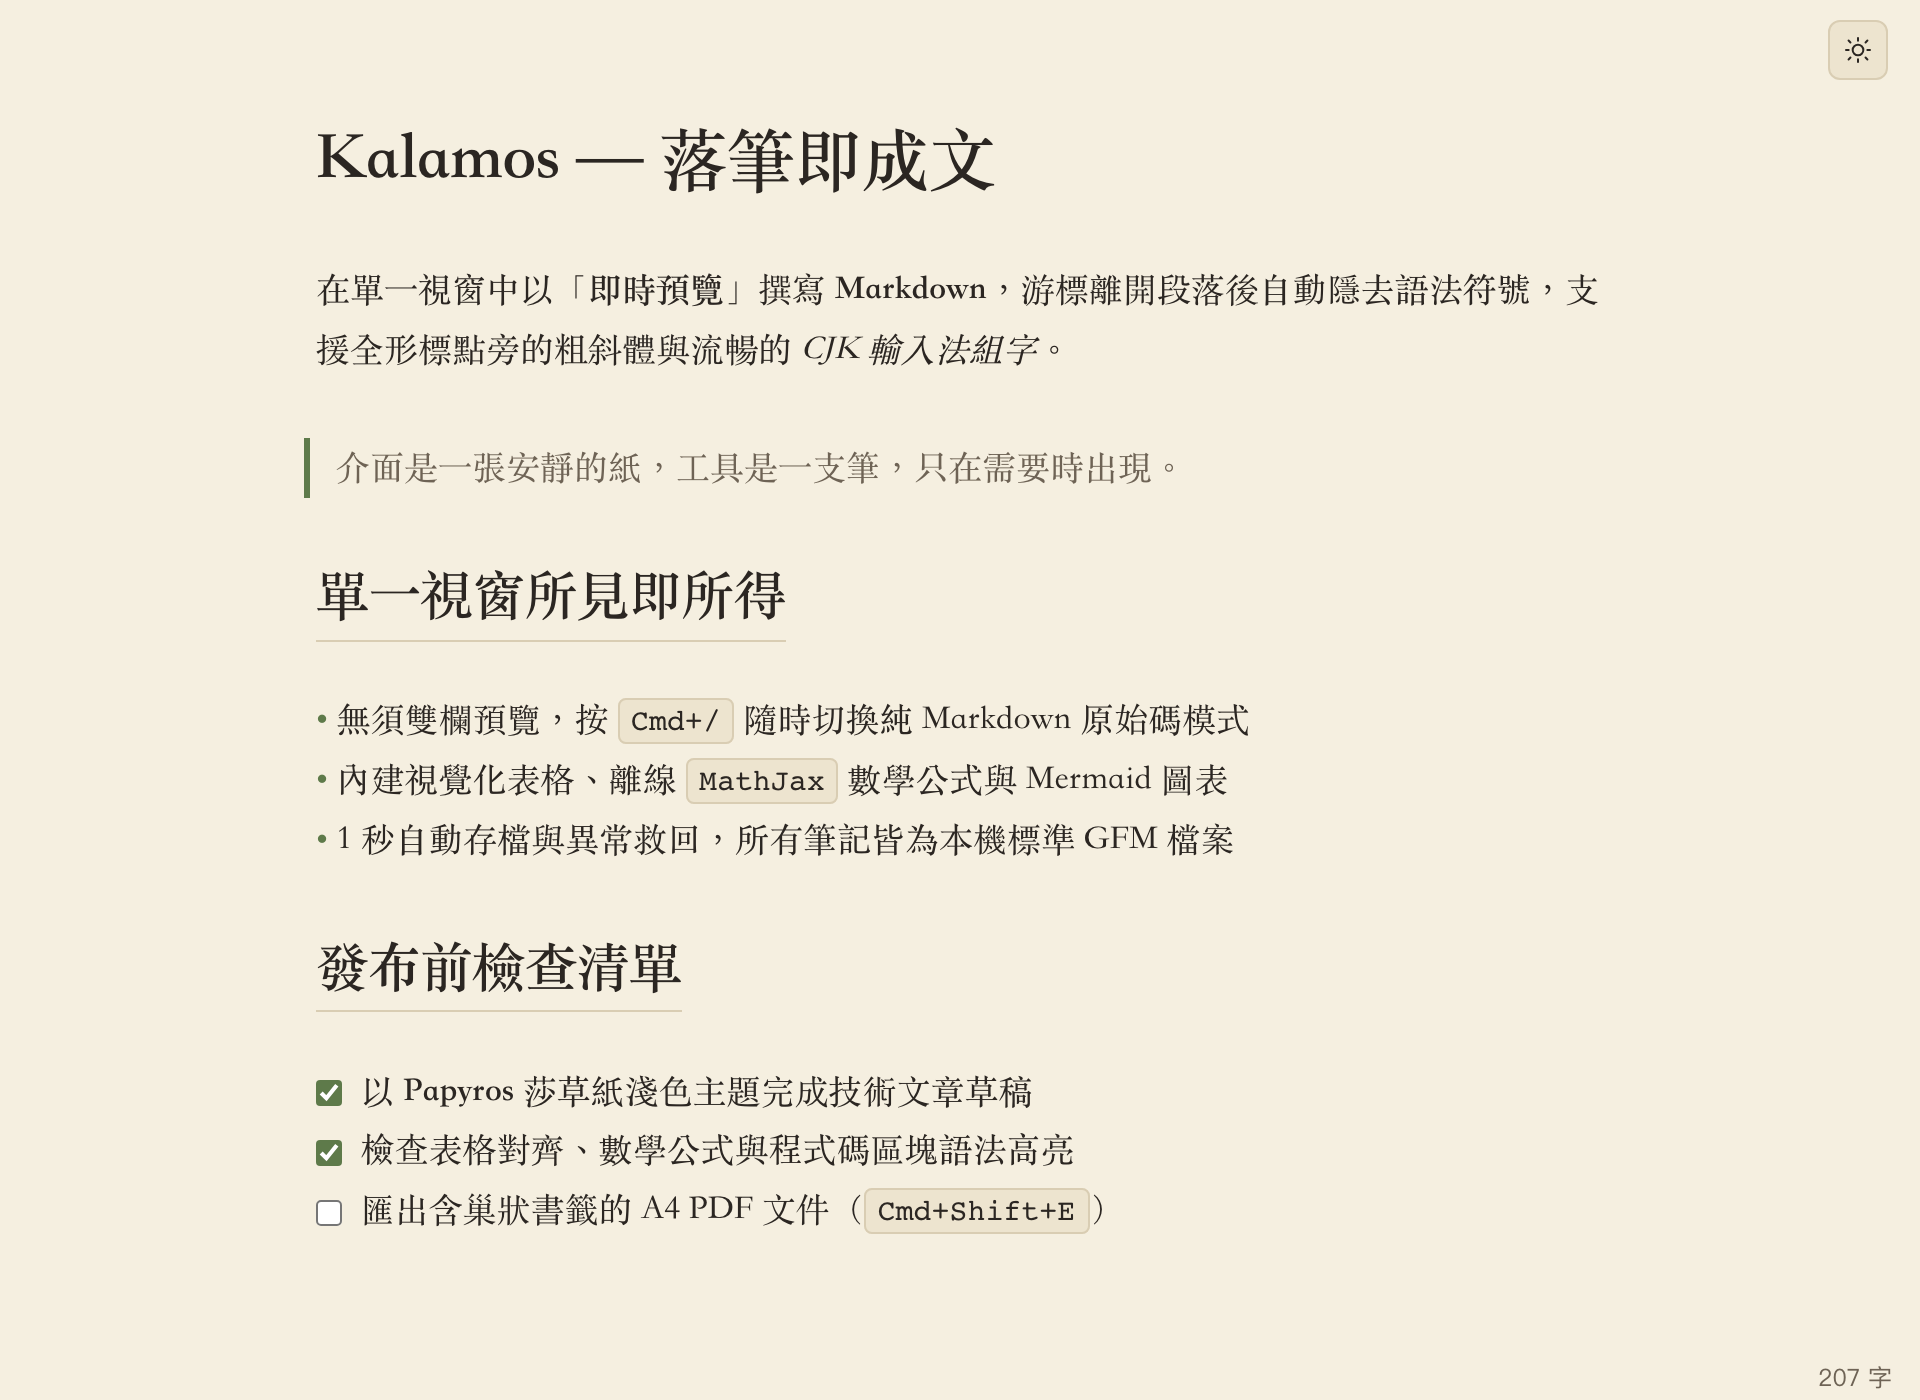 Kalamos — 落筆即成文
在單一視窗中以「即時預覽」撰寫 Markdown，游標離開段落後自動隱去語法符號，支
援全形標點旁的粗斜體與流暢的 CJK 輸入法組字。
介面是一張安靜的紙，工具是一支筆，只在需要時出現。
單一視窗所見即所得
• 無須雙欄預覽，按 Cmd+/ 隨時切換純 Markdown 原始碼模式
• 內建視覺化表格、離線 MathJax 數學公式與 Mermaid 圖表
• 1 秒自動存檔與異常救回，所有筆記皆為本機標準 GFM 檔案
發布前檢查清單
以 Papyros 莎草紙淺色主題完成技術文章草稿
檢查表格對齊、數學公式與程式碼區塊語法高亮
匯出含巢狀書籤的 A4 PDF 文件（Cmd+Shift+E）
207 字